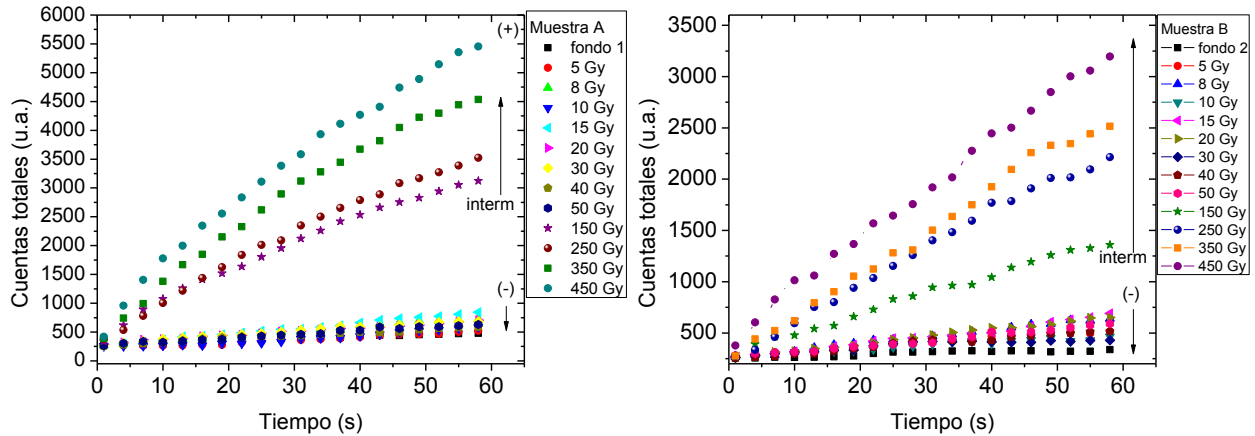 6000
5500
5000
4500
4000
3500
3000
2500
2000
1500
1000
500
0
Cuentas totales (u.a.)
0 10 20 30 40 50 60
Tiempo (s)
(+)
interm
(-)
Muestra A
fondo 1
5 Gy
8 Gy
10 Gy
15 Gy
20 Gy
30 Gy
40 Gy
50 Gy
150 Gy
250 Gy
350 Gy
450 Gy
3500
3000
2500
2000
1500
1000
500
Cuentas totales (u.a.)
0 10 20 30 40 50 60
Tiempo (s)
interm
(-)
Muestra B
fondo 2
5 Gy
8 Gy
10 Gy
15 Gy
20 Gy
30 Gy
40 Gy
50 Gy
150 Gy
250 Gy
350 Gy
450 Gy